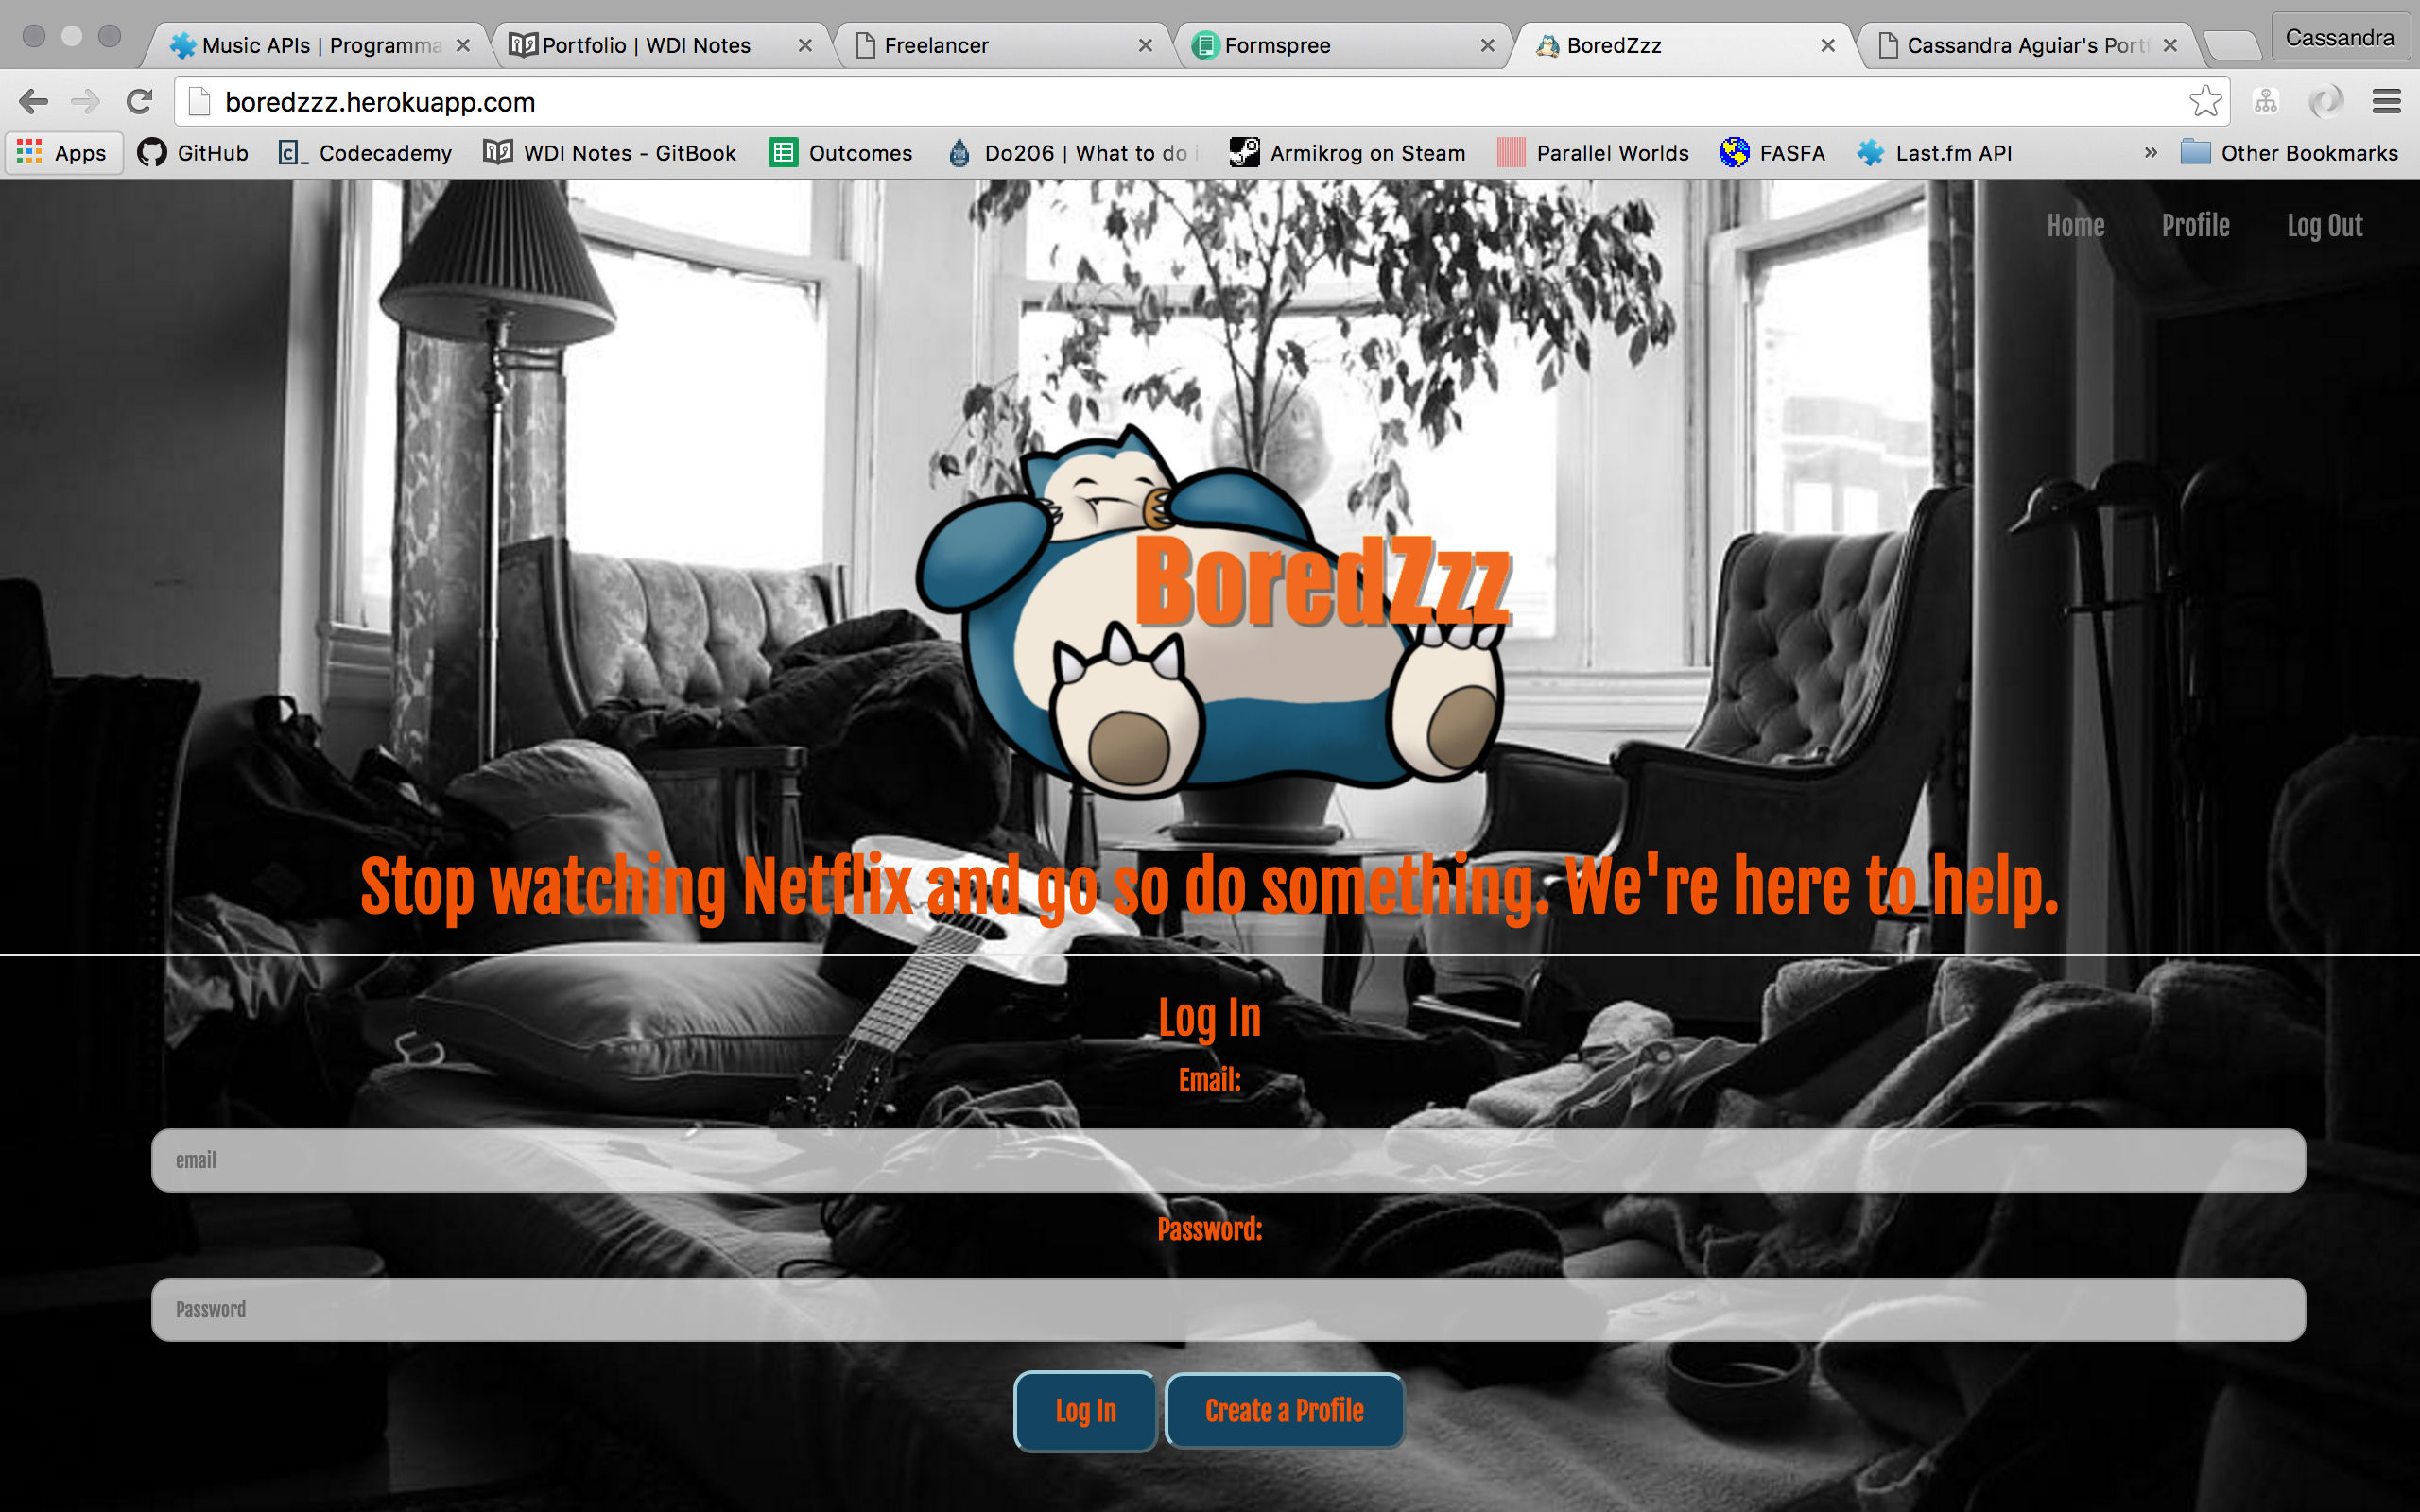 Music APIs | Programma
Portfolio | WDI Notes
Freelancer
Formspree
BoredZzz
Cassandra Aguiar's Portf
Cassandra
boredzzz.herokuapp.com
Apps
GitHub
Codecademy
WDI Notes - GitBook
Outcomes
Do206 | What to do i
Armikrog on Steam
Parallel Worlds
FASFA
Last.fm API
»
Other Bookmarks
Home
Profile
Log Out
BoredZzz
Stop watching Netflix and go so do something. We're here to help.
Log In
Email:
email
Password:
Password
Log In
Create a Profile